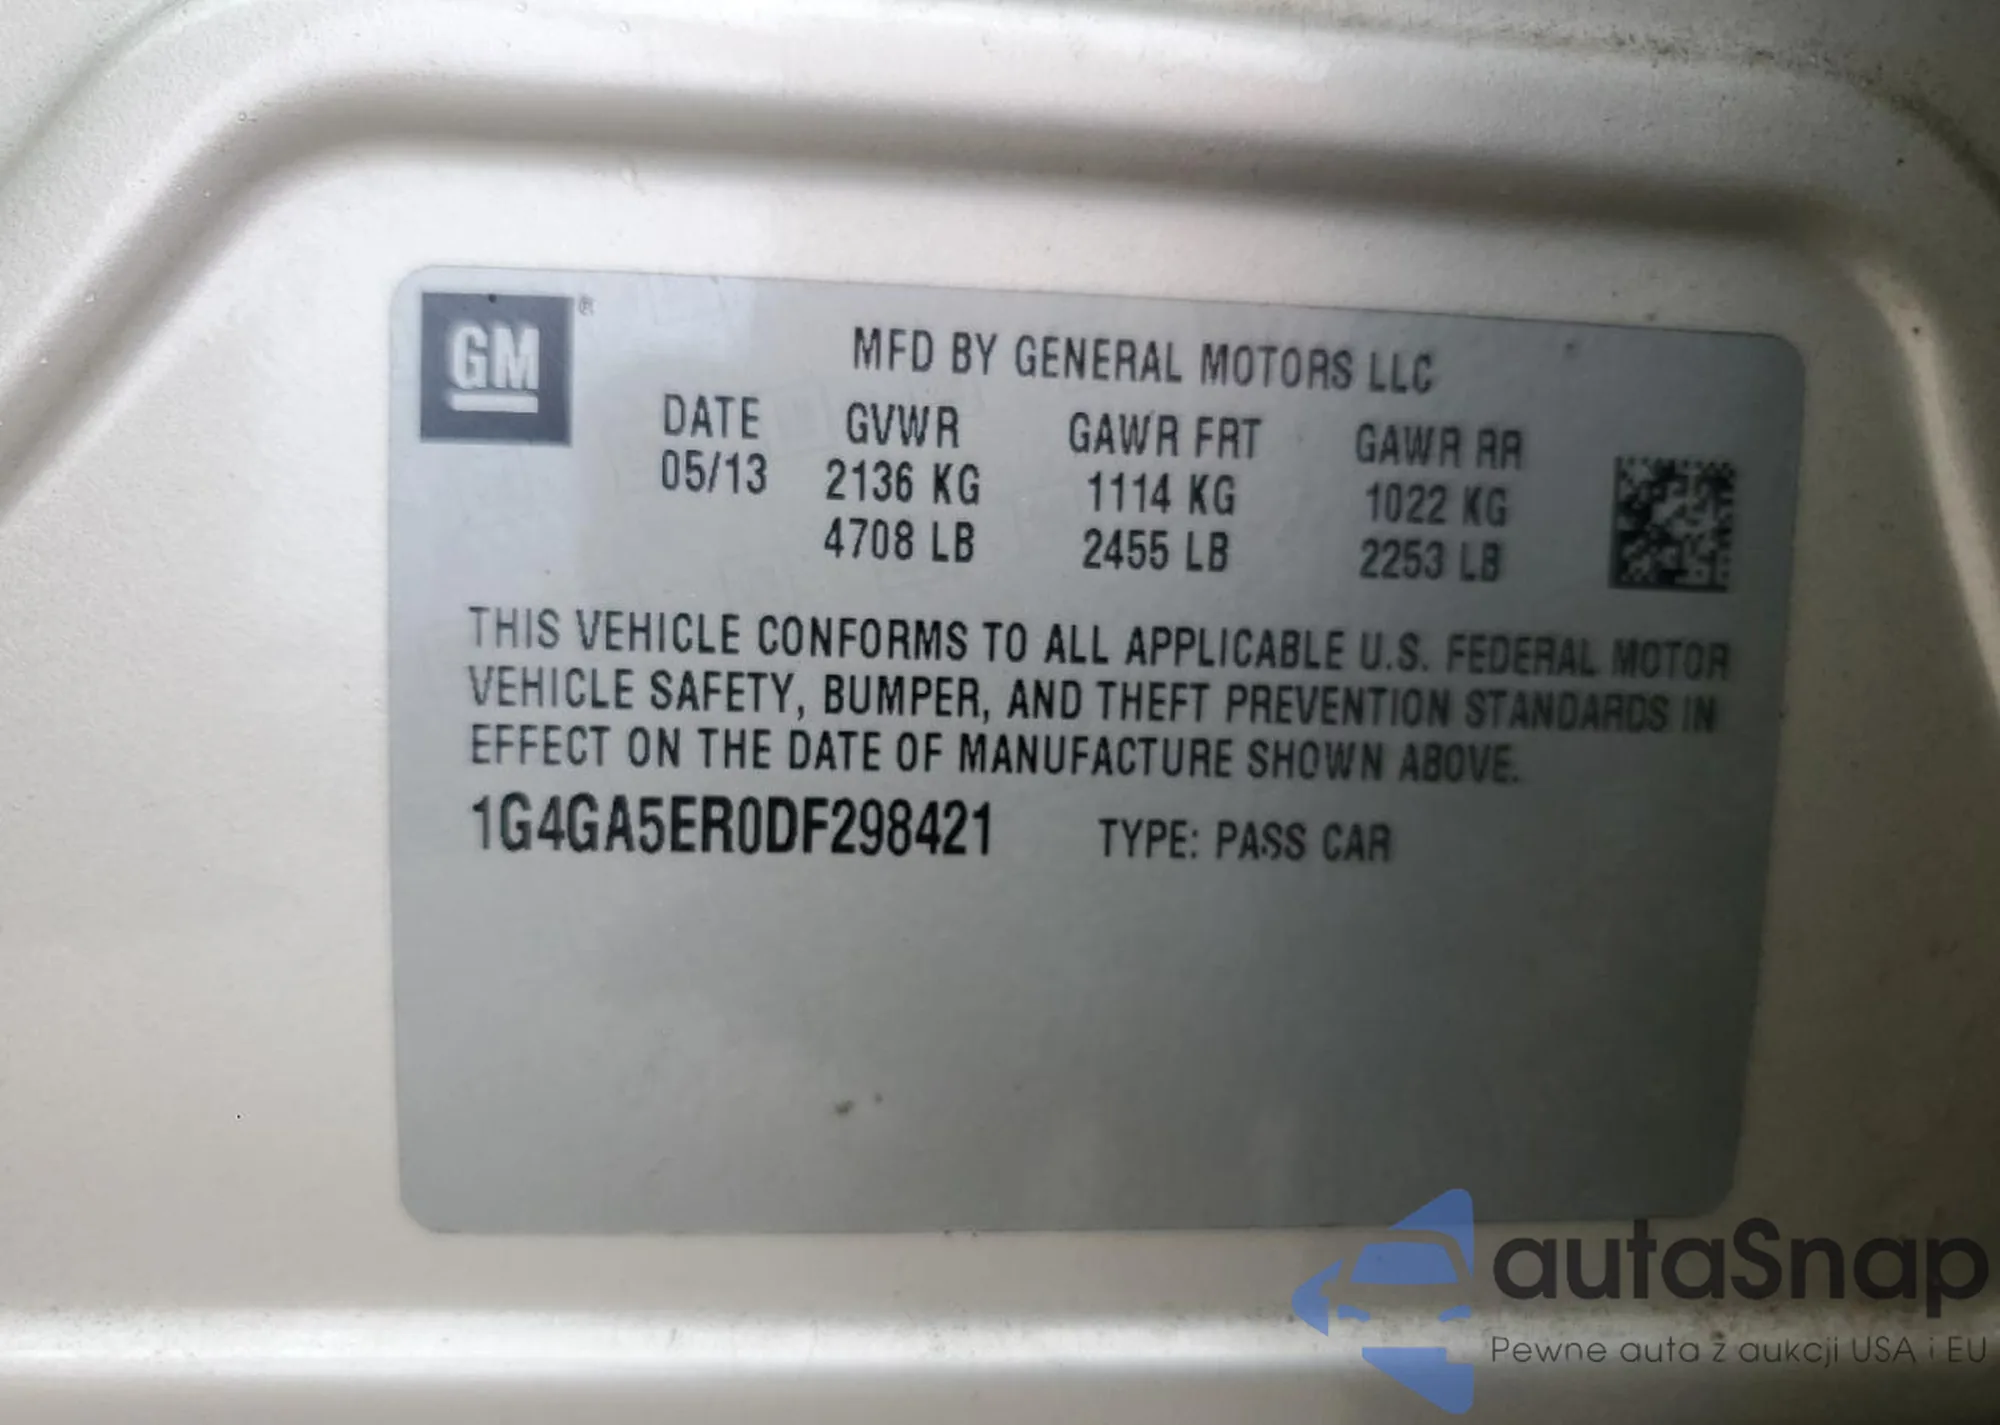 GM ®
MFD BY GENERAL MOTORS LLC
DATE GVWR GAWR FRT GAWR RR
05/13 2136 KG 1114 KG 1022 KG
4708 LB 2455 LB 2253 LB
THIS VEHICLE CONFORMS TO ALL APPLICABLE U.S. FEDERAL MOTOR
VEHICLE SAFETY, BUMPER, AND THEFT PREVENTION STANDARDS IN
EFFECT ON THE DATE OF MANUFACTURE SHOWN ABOVE.
1G4GA5ER0DF298421 TYPE: PASS CAR
autaSnap
Pewne auta z aukcji USA i EU